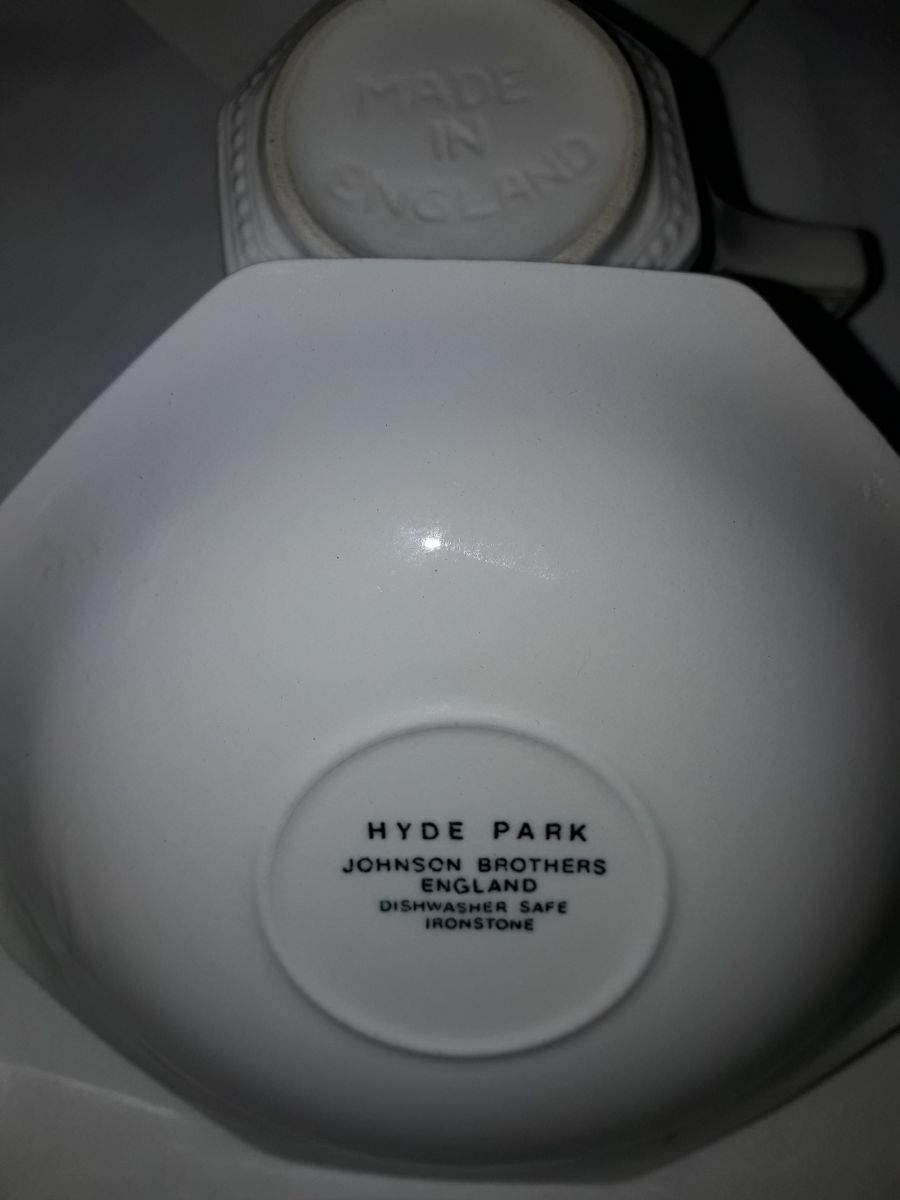 MADE
IN
ENGLAND
HYDE PARK
JOHNSON BROTHERS
ENGLAND
DISHWASHER SAFE
IRONSTONE